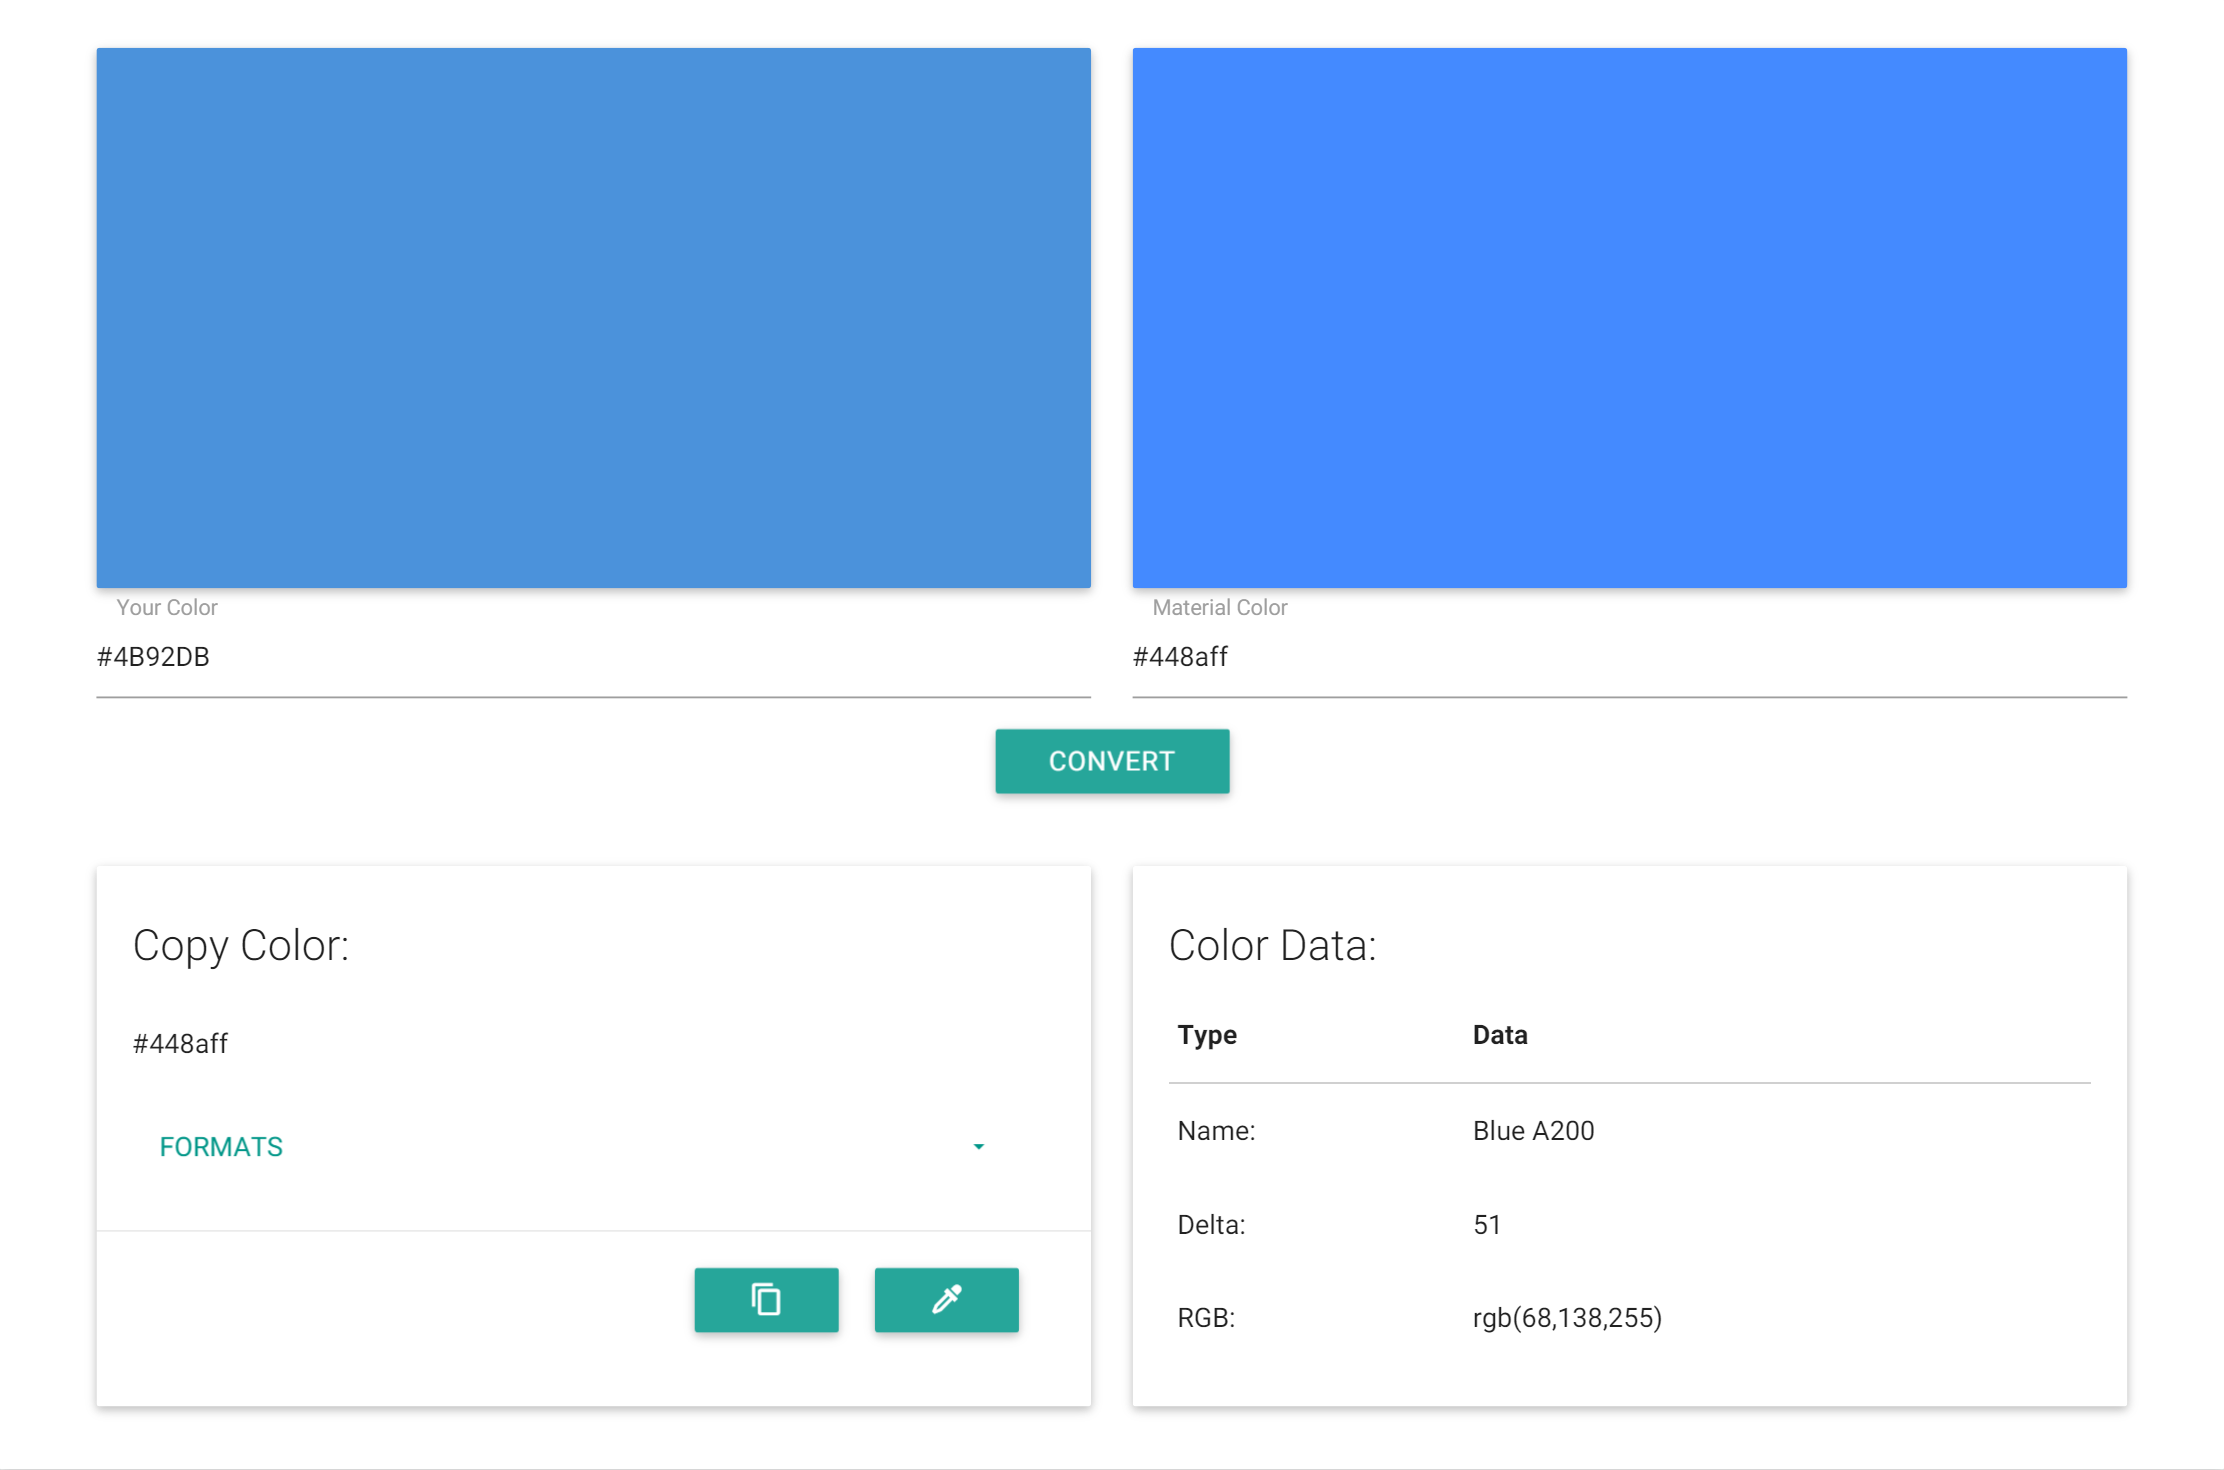 Your Color
#4B92DB
Material Color
#448aff
CONVERT
Copy Color:
#448aff
FORMATS
Color Data:
Type Data
Name: Blue A200
Delta: 51
RGB: rgb(68,138,255)